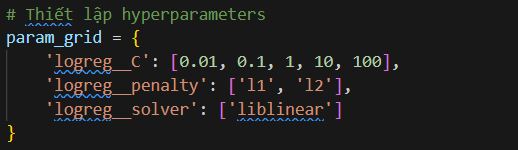 # Thiết lập hyperparameters
param_grid = {
    'logreg__C': [0.01, 0.1, 1, 10, 100],
    'logreg__penalty': ['l1', 'l2'],
    'logreg__solver': ['liblinear']
}